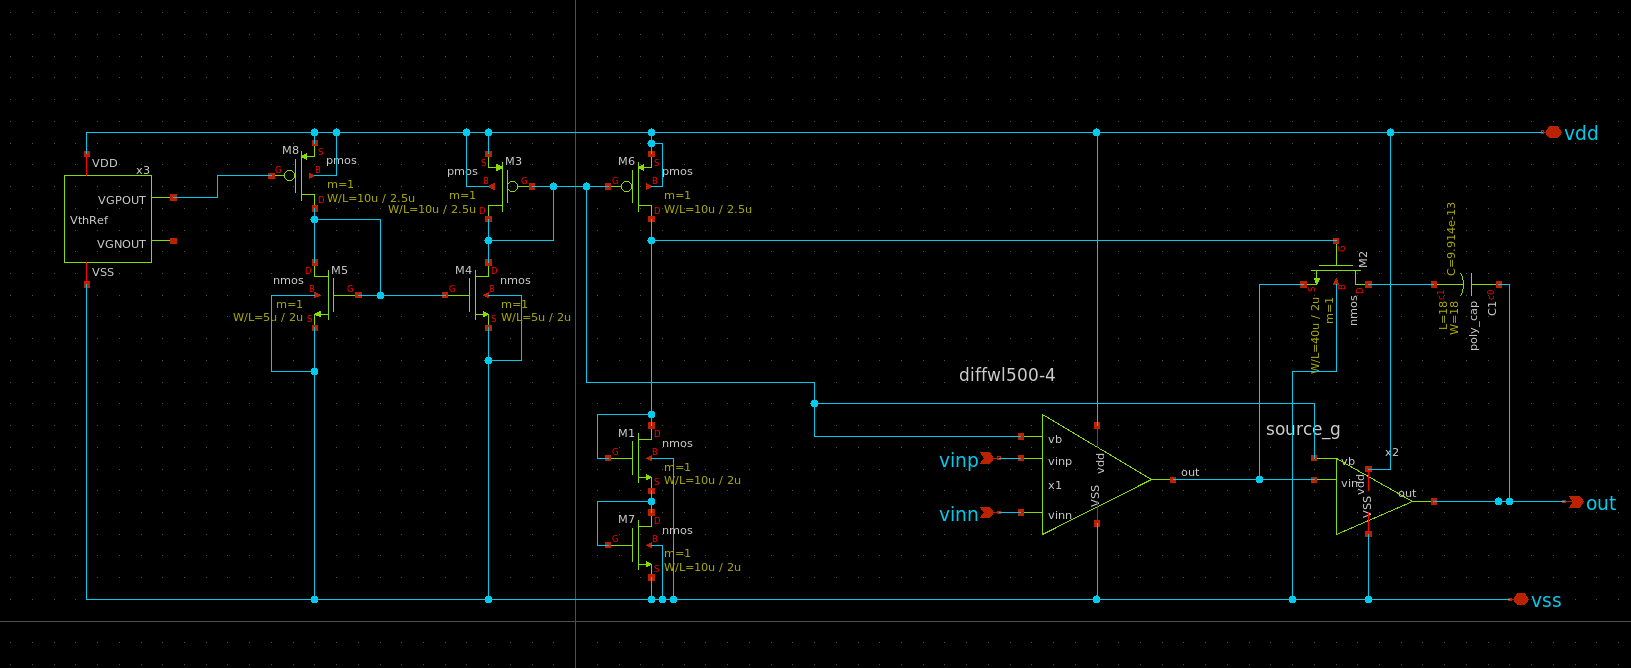 vdd
VDD
x3
VGPOUT
VthRef
VGNOUT
VSS
M8
S
pmos
G
B
m=1
W/L=10u / 2.5u
D
M3
S
pmos
B
G
m=1
W/L=10u / 2.5u
D
M6
S
pmos
G
B
m=1
W/L=10u / 2.5u
D
D
M5
nmos
B
G
m=1
W/L=5u / 2u
S
D
M4
nmos
G
B
m=1
W/L=5u / 2u
S
G
M2
S
B
D
nmos
m=1
W/L=40u / 2u
C=9.914e-13
c1
c0
L=18
W=18
C1
poly_cap
diffwl500-4
source_g
M1
D
nmos
G
B
m=1
W/L=10u / 2u
S
M7
D
nmos
G
B
m=1
W/L=10u / 2u
S
vinp
vinn
vb
vinp
x1
vinn
vdd
VSS
out
x2
vb
vin
vdd
VSS
out
out
vss